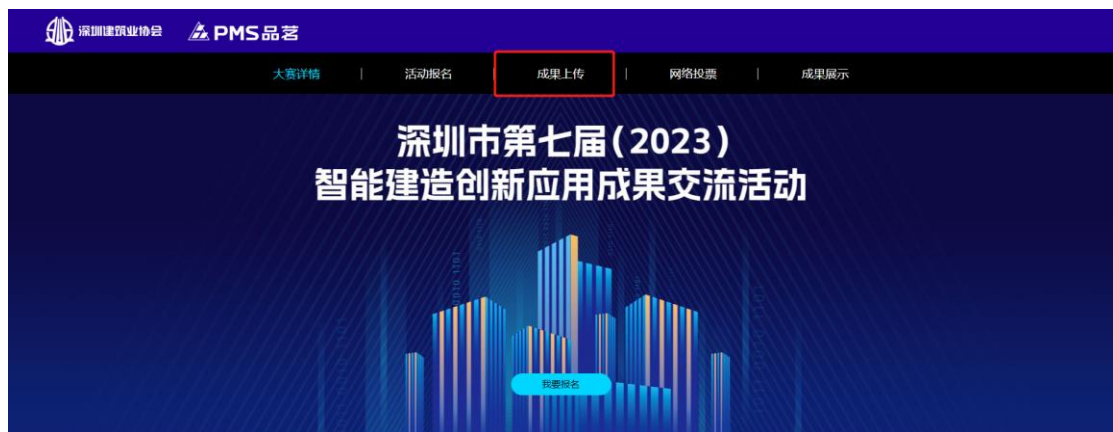 深圳建筑业协会 PMS品茗
大赛详情 | 活动报名 | 成果上传 | 网络投票 | 成果展示
深圳市第七届(2023)
智能建造创新应用成果交流活动
我要报名